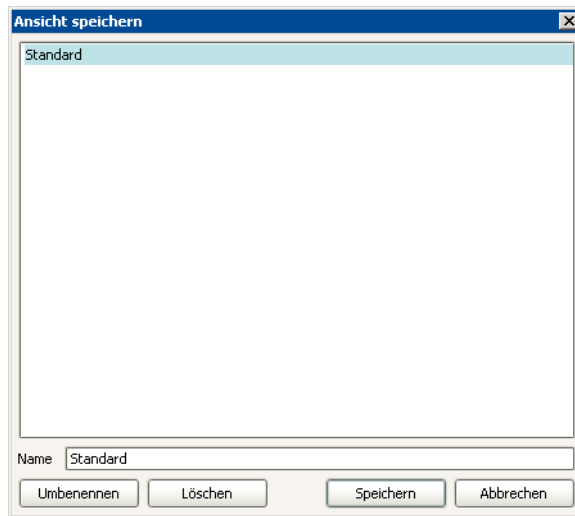 Ansicht speichern
Standard
Name Standard
Umbenennen Löschen Speichern Abbrechen